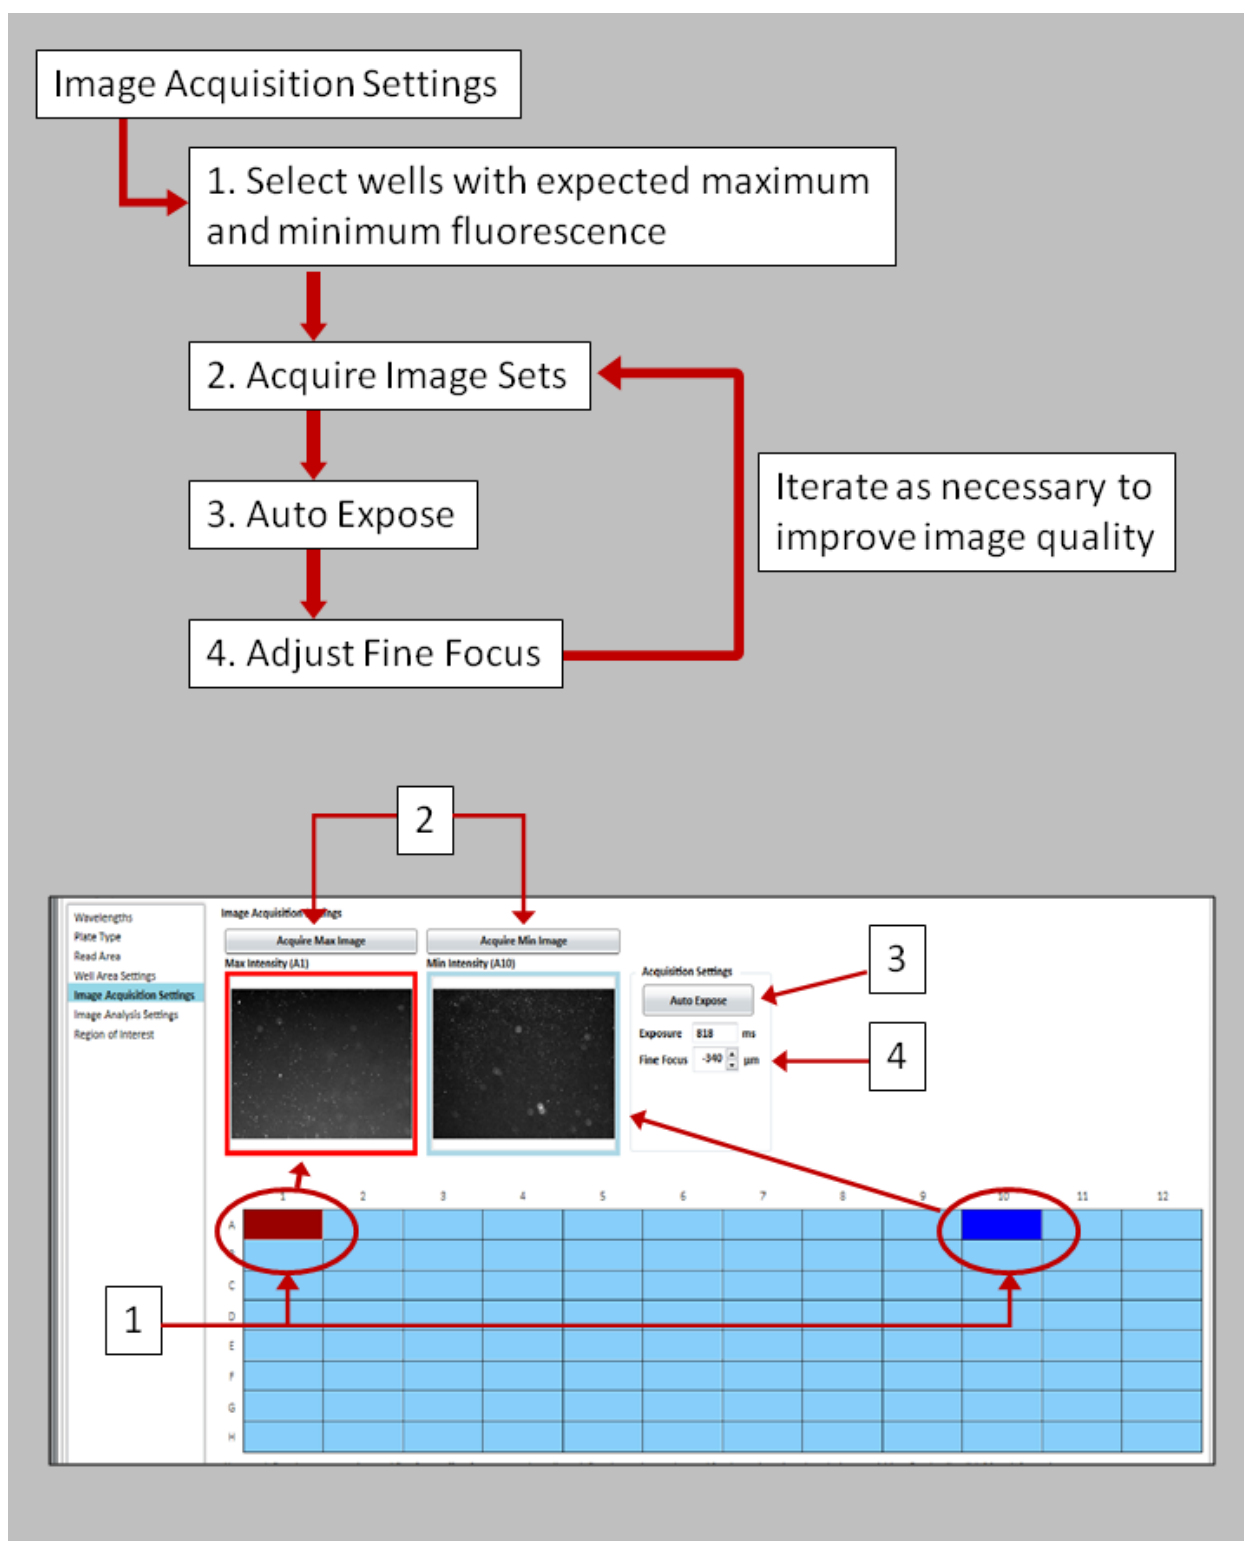 Image Acquisition Settings
1. Select wells with expected maximum
and minimum fluorescence
2. Acquire Image Sets
3. Auto Expose
Iterate as necessary to
improve image quality
4. Adjust Fine Focus
2
Wavelengths
Plate Type
Read Area
Well Area Settings
Image Acquisition Settings
Image Analysis Settings
Region of Interest
Image Acquisition Settings
Acquire Max Image
Acquire Min Image
Max Intensity (A1)
Min Intensity (A10)
Acquisition Settings
Auto Expose
Exposure 818 ms
Fine Focus -340 µm
3
4
1 2 3 4 5 6 7 8 9 10 11 12
A
C
D
E
F
G
H
1